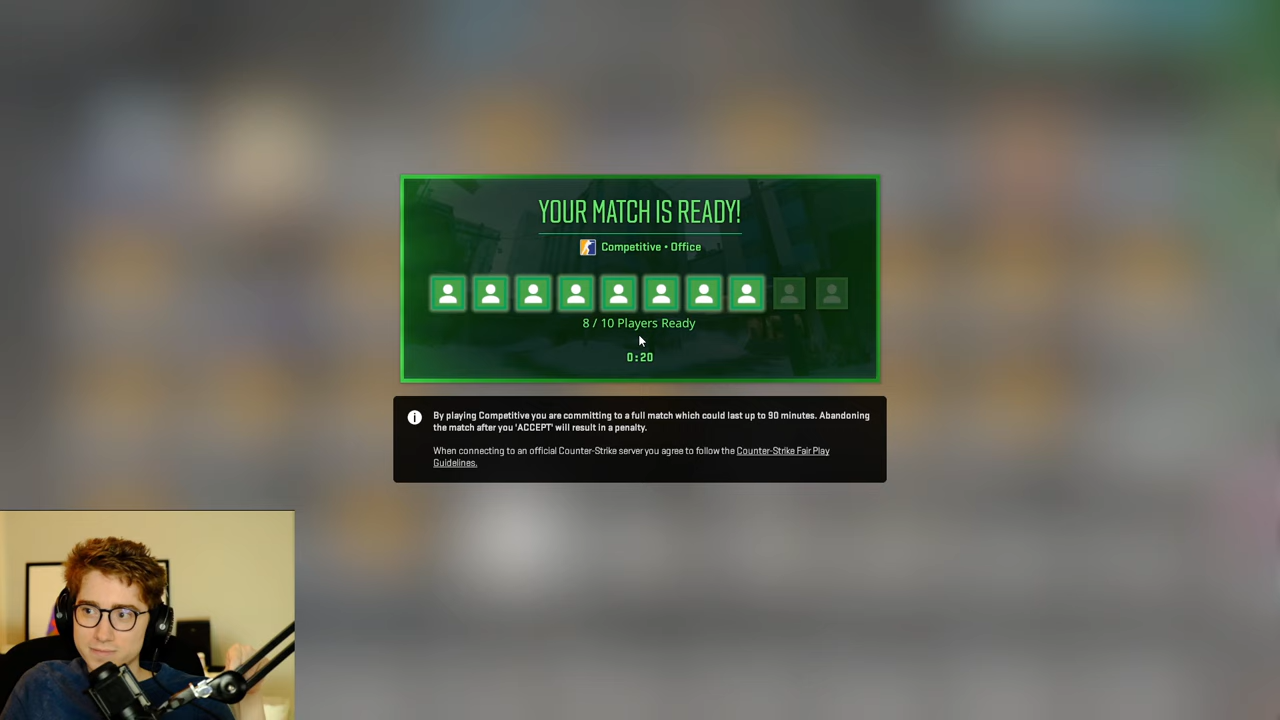 YOUR MATCH IS READY!
Competitive • Office
8 / 10 Players Ready
0:20
By playing Competitive you are committing to a full match which could last up to 90 minutes. Abandoning
the match after you 'ACCEPT' will result in a penalty.
When connecting to an official Counter-Strike server you agree to follow the Counter-Strike Fair Play
Guidelines.